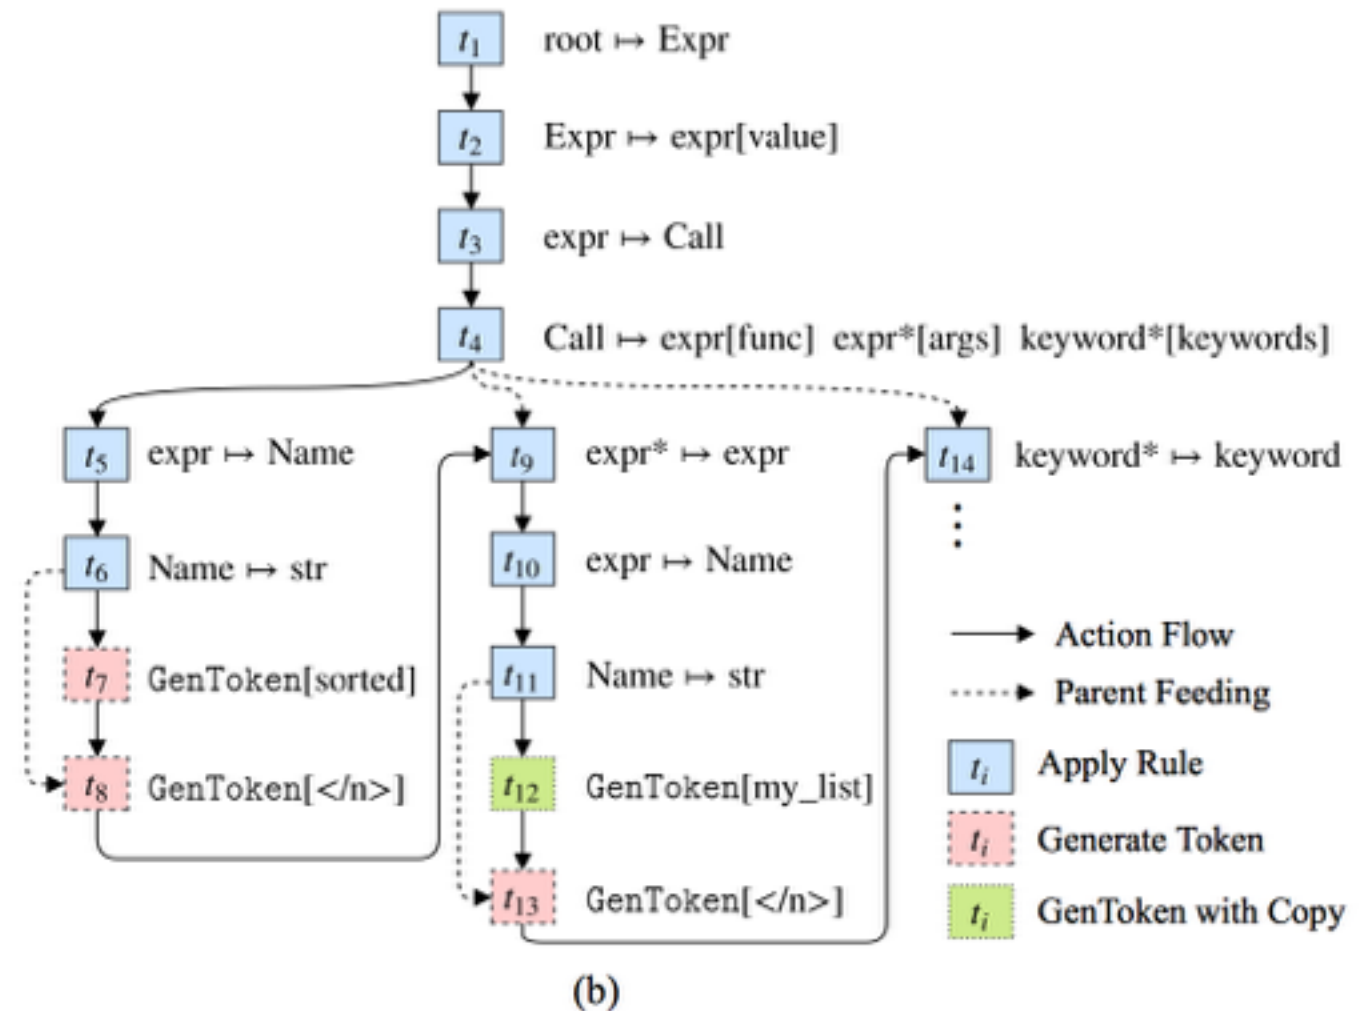 t1 root ↦ Expr
t2 Expr ↦ expr[value]
t3 expr ↦ Call
t4 Call ↦ expr[func] expr*[args] keyword*[keywords]
t5 expr ↦ Name
t6 Name ↦ str
t7 GenToken[sorted]
t8 GenToken[</n>]
t9 expr* ↦ expr
t10 expr ↦ Name
t11 Name ↦ str
t12 GenToken[my_list]
t13 GenToken[</n>]
t14 keyword* ↦ keyword
⋮
Action Flow
Parent Feeding
ti Apply Rule
ti Generate Token
ti GenToken with Copy
(b)